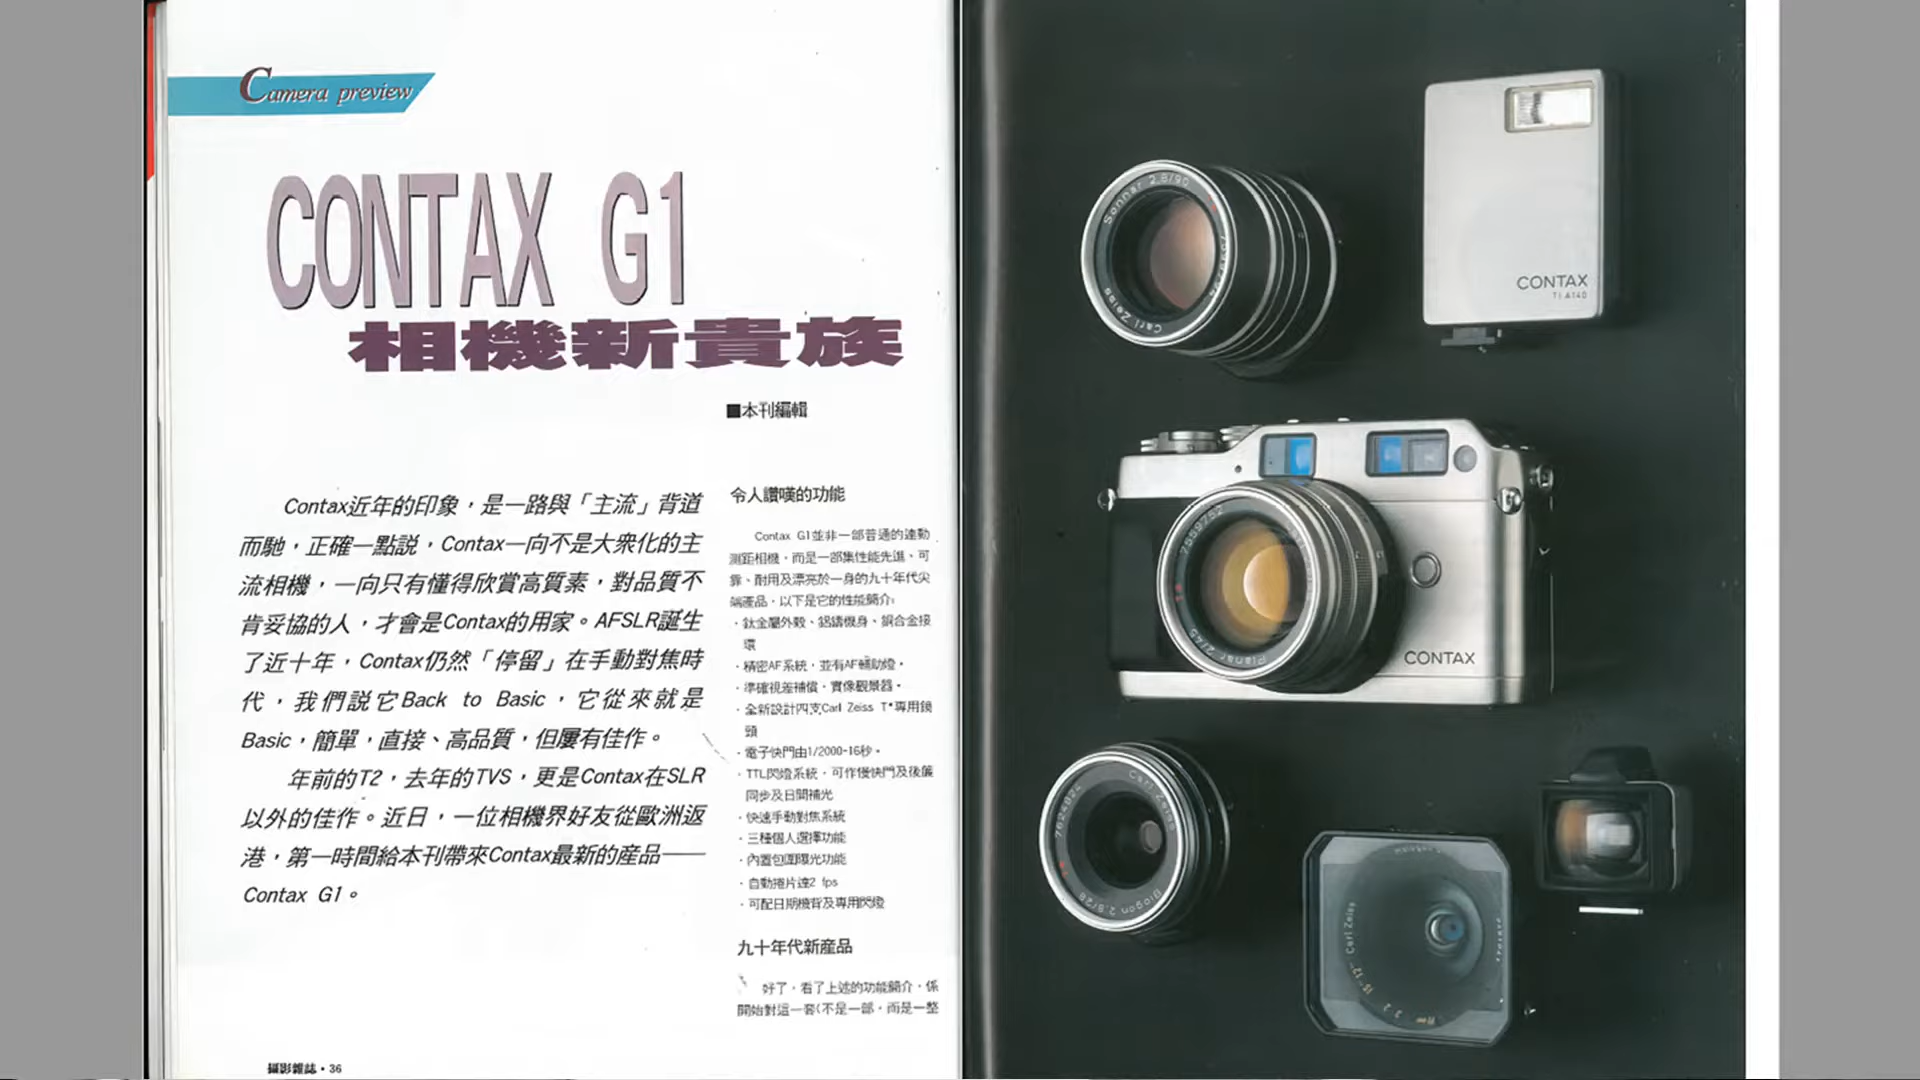 Camera preview
CONTAX G1
相機新貴族
■本刊編輯
Contax近年的印象，是一路與「主流」背道
而馳，正確一點説，Contax一向不是大衆化的主
流相機，一向只有懂得欣賞高質素，對品質不
肯妥協的人，才會是Contax的用家。AFSLR誕生
了近十年，Contax仍然「停留」在手動對焦時
代，我們説它Back to Basic，它從來就是
Basic，簡單，直接、高品質，但屢有佳作。
年前的T2，去年的TVS，更是Contax在SLR
以外的佳作。近日，一位相機界好友從歐洲返
港，第一時間給本刊帶來Contax最新的産品——
Contax G1。
令人讚嘆的功能
Contax G1並非一部普通的連動
測距相機，而是一部集性能先進、可
靠、耐用及漂亮於一身的九十年代尖
端產品，以下是它的性能簡介：
·鈦金屬外殼、鋁鑄機身、銅合金接
環
·精密AF系統，並有AF輔助燈。
·準確視差補償，實像觀景器。
·全新設計四支Carl Zeiss T*專用鏡
頭
·電子快門由1/2000-16秒。
·TTL閃燈系統，可作慢快門及後簾
同步及日間補光
·快速手動對焦系統
·三種個人選擇功能
·內置包圍曝光功能
·自動捲片達2 fps
·可配日期機背及專用閃燈
九十年代新産品
好了，看了上述的功能簡介，係
開始對這一套(不是一部，而是一整
攝影雜誌·36
Sonnar 2.8/90
Carl Zeiss
CONTAX
TLA140
7559752
Planar 2/45
CONTAX
Carl Zeiss
7624024
Biogon 2.8/28
Hologon
Carl Zeiss